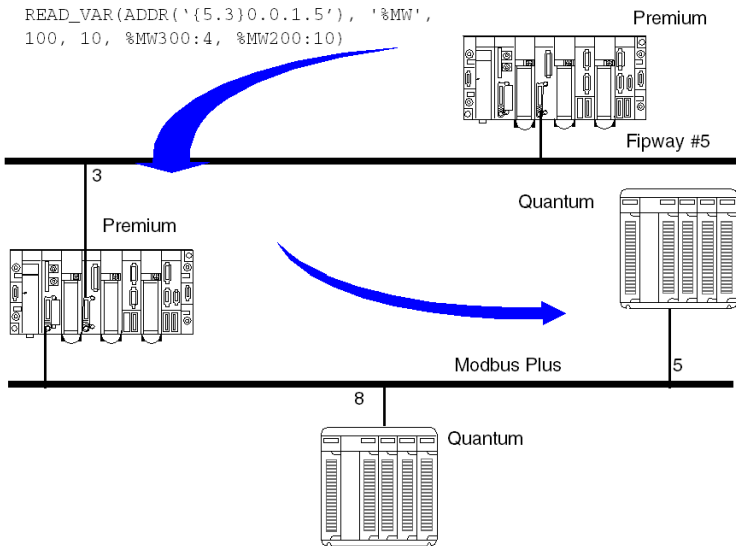 READ_VAR(ADDR(‘{5.3}0.0.1.5’), '%MW',
100, 10, %MW300:4, %MW200:10)
Premium
Fipway #5
3
Quantum
Premium
Modbus Plus
5
8
Quantum